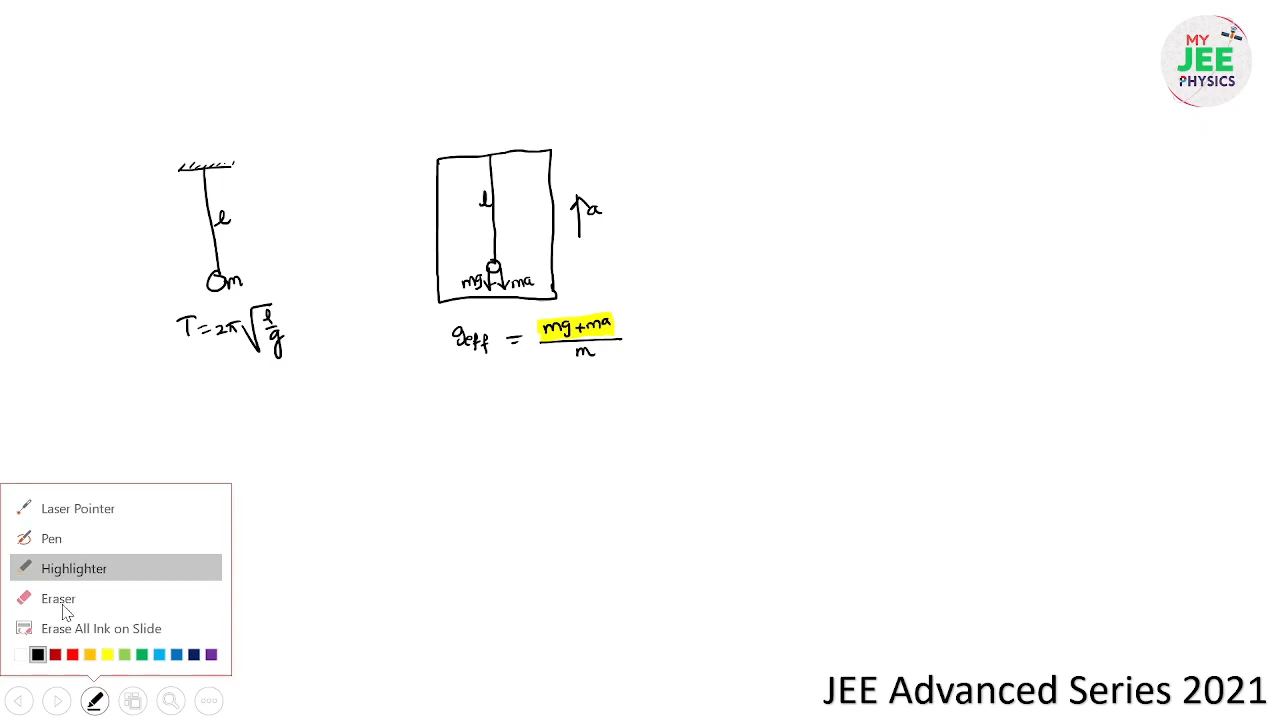 MY
JEE
PHYSICS
l
m
T = 2π√l/g
l
a
mg
ma
geff = mg + ma / m
Laser Pointer
Pen
Highlighter
Eraser
Erase All Ink on Slide
JEE Advanced Series 2021